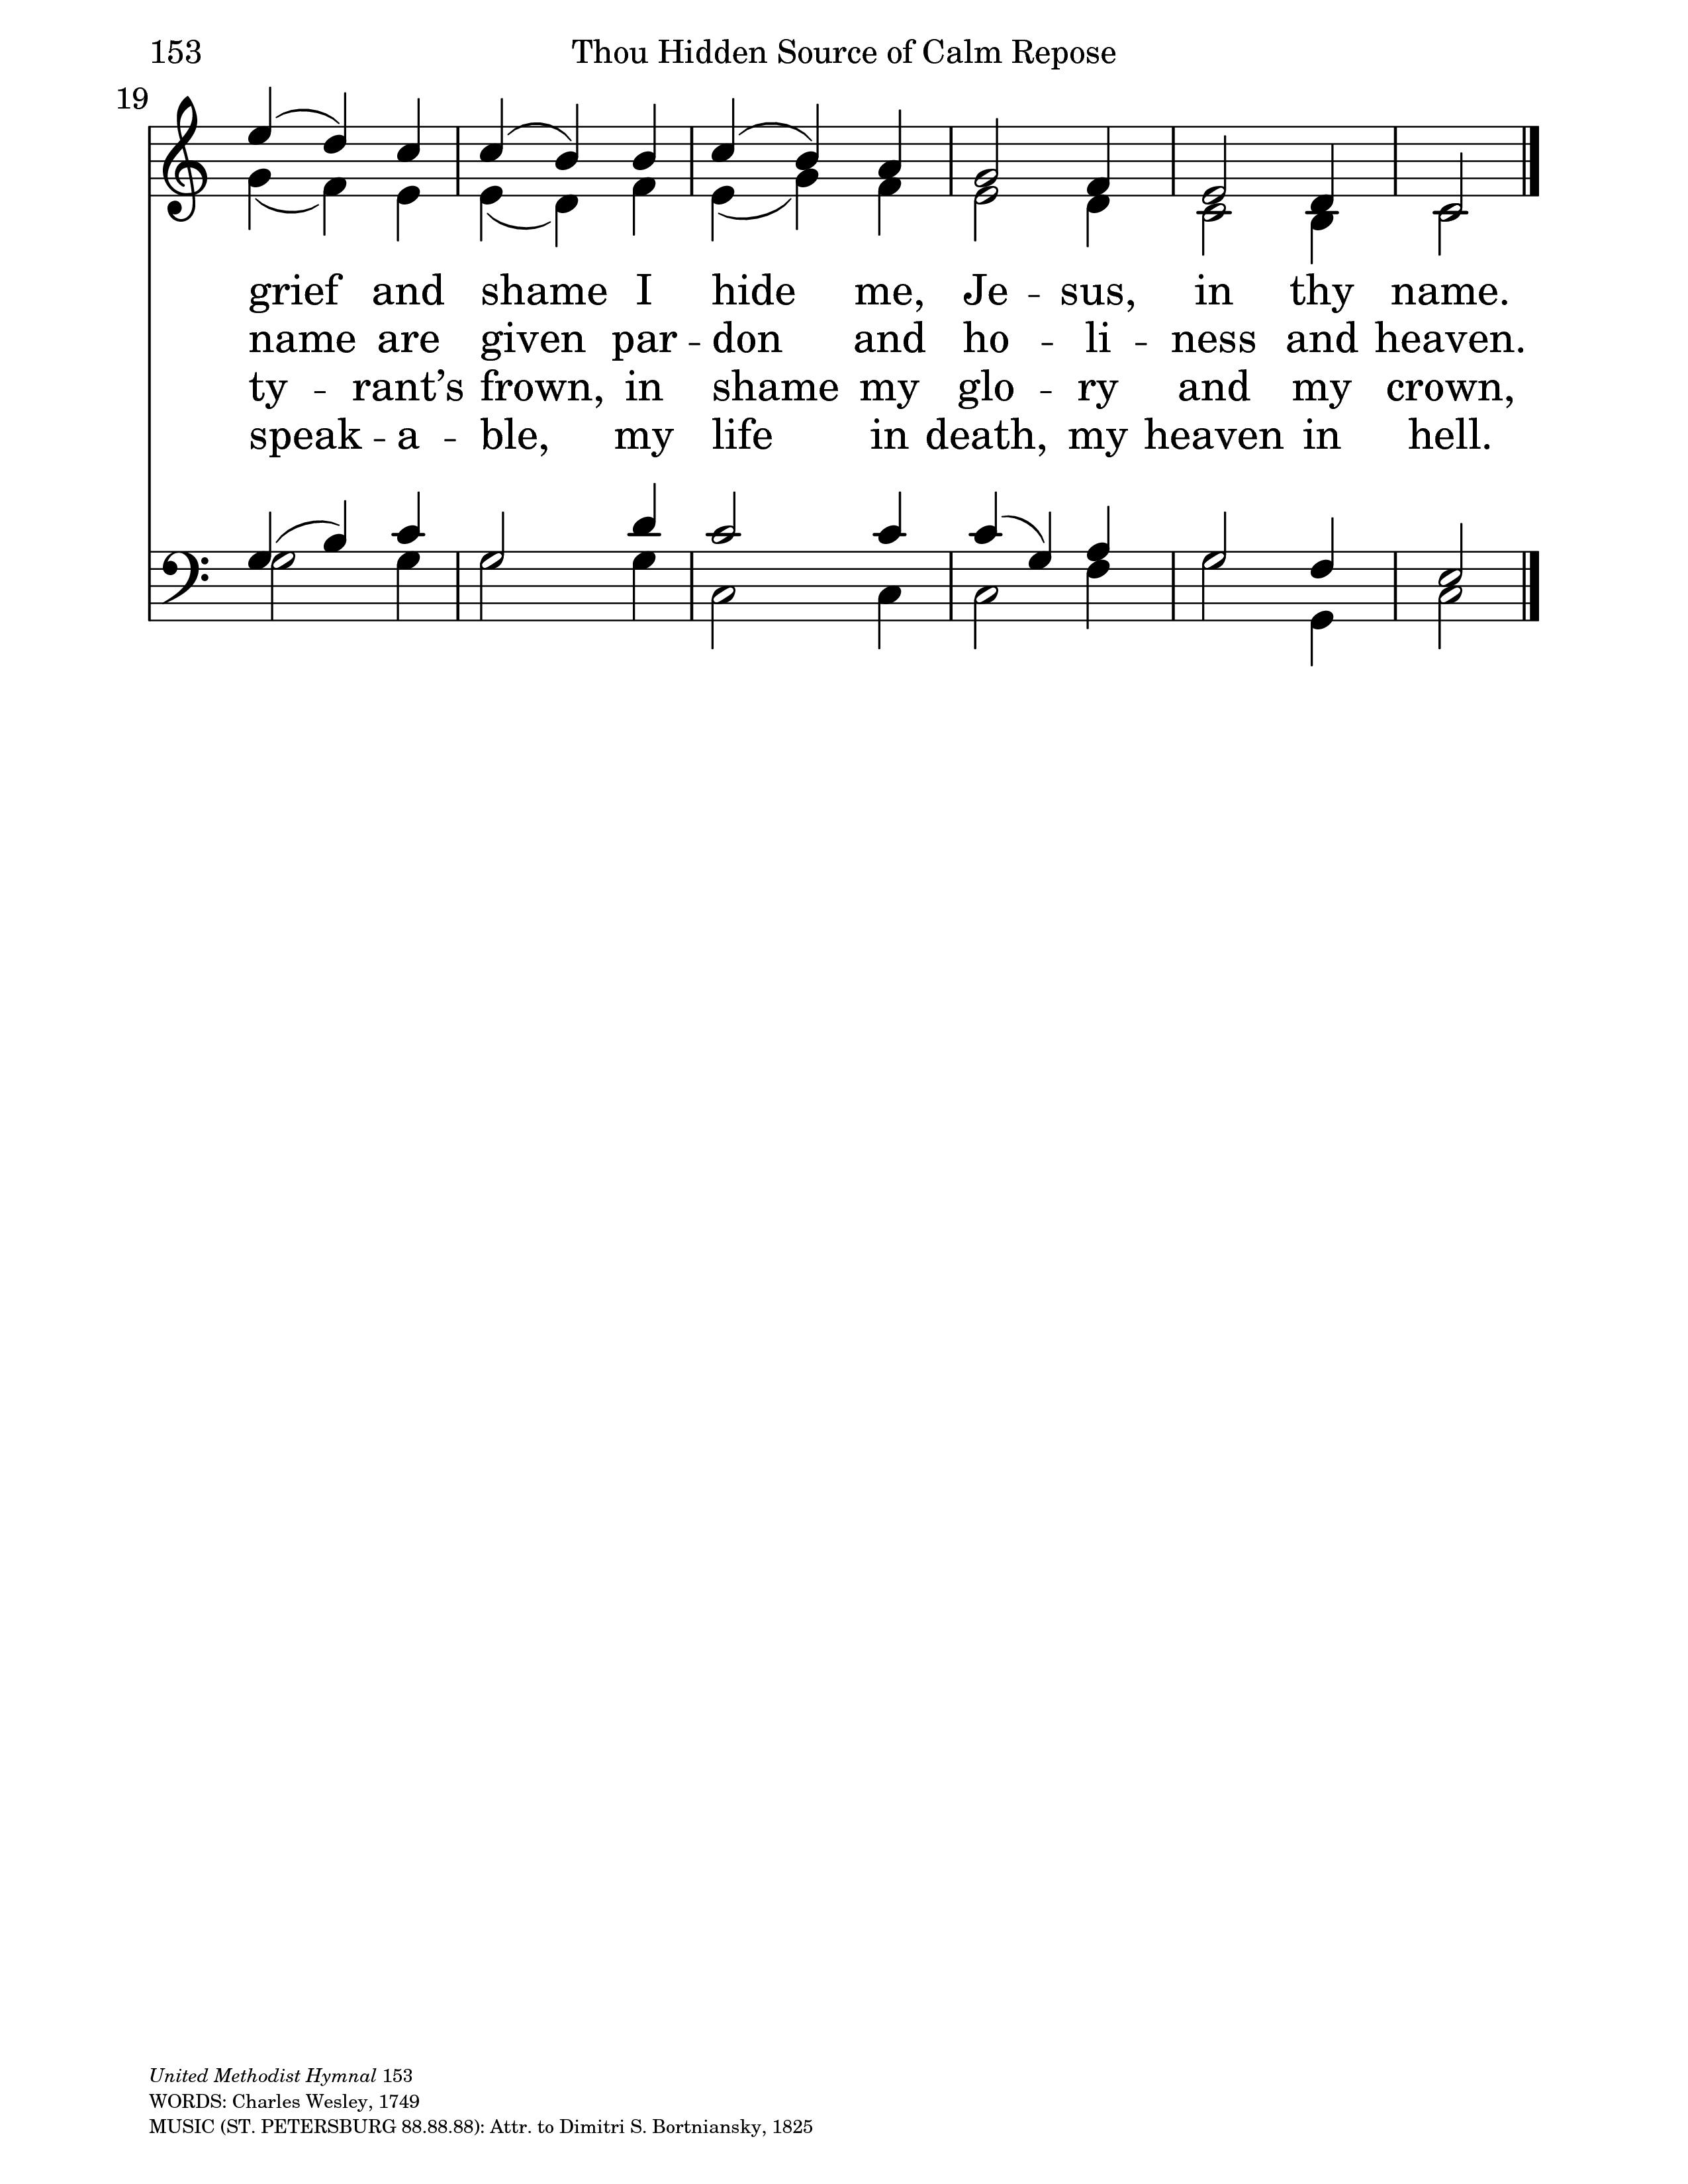 153
Thou Hidden Source of Calm Repose
19
grief and shame I hide me, Je -- sus, in thy name.
name are given par -- don and ho -- li -- ness and heaven.
ty -- rant’s frown, in shame my glo -- ry and my crown,
speak -- a -- ble, my life in death, my heaven in hell.
United Methodist Hymnal 153
WORDS: Charles Wesley, 1749
MUSIC (ST. PETERSBURG 88.88.88): Attr. to Dimitri S. Bortniansky, 1825